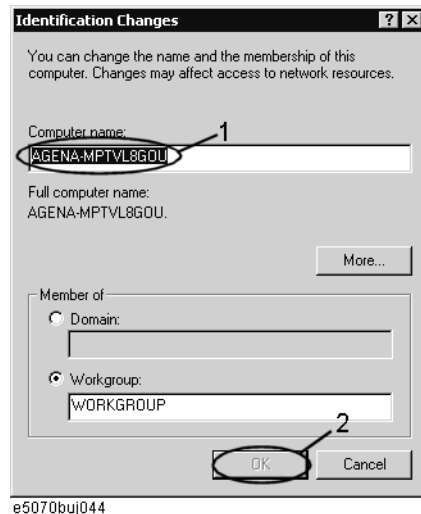 Identification Changes
You can change the name and the membership of this
computer. Changes may affect access to network resources.
Computer name:
1
AGENA-MPTVL8GOU
Full computer name:
AGENA-MPTVL8GOU.
More...
Member of
Domain:
Workgroup:
WORKGROUP
2
OK
Cancel
e5070buj044